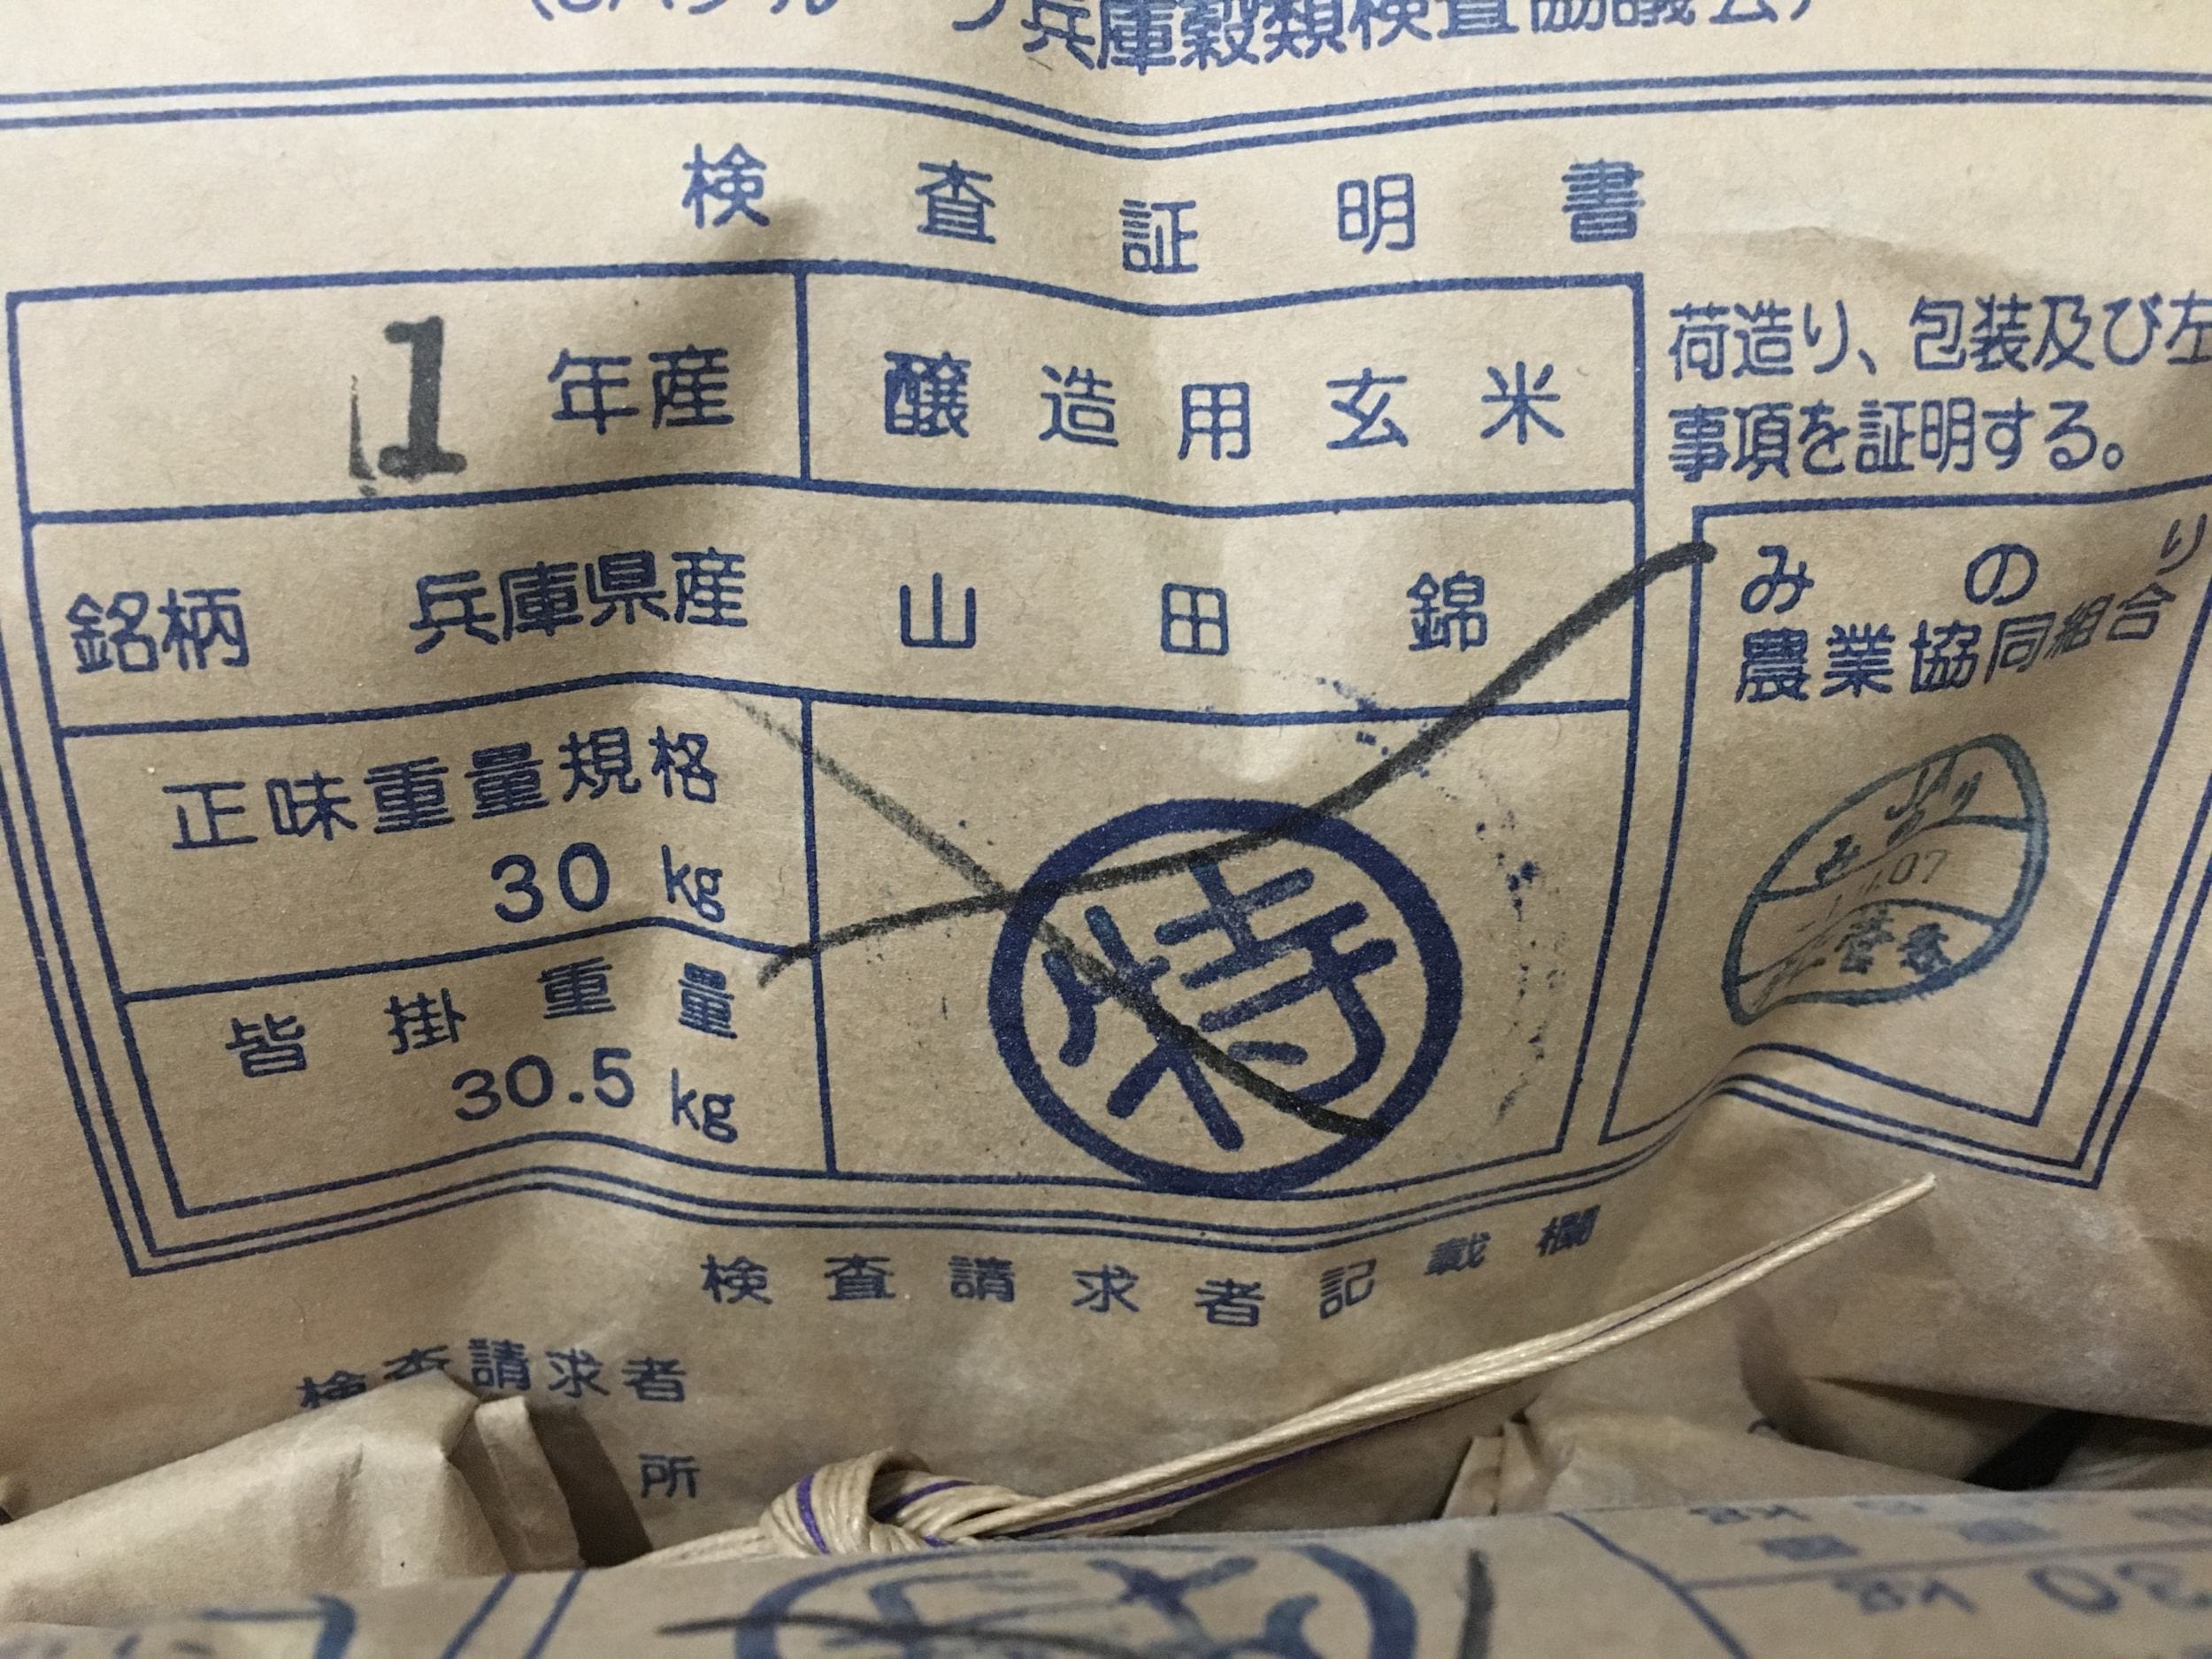 兵庫穀類検査協議会)
検査証明書
1年産 醸造用玄米
荷造り、包装及び左
事項を証明する。
銘柄 兵庫県産 山田錦
みのり
農業協同組合
正味重量規格
30 kg
皆掛重量
30.5 kg
特
みのり
07
検査請求者記載欄
検査請求者
所